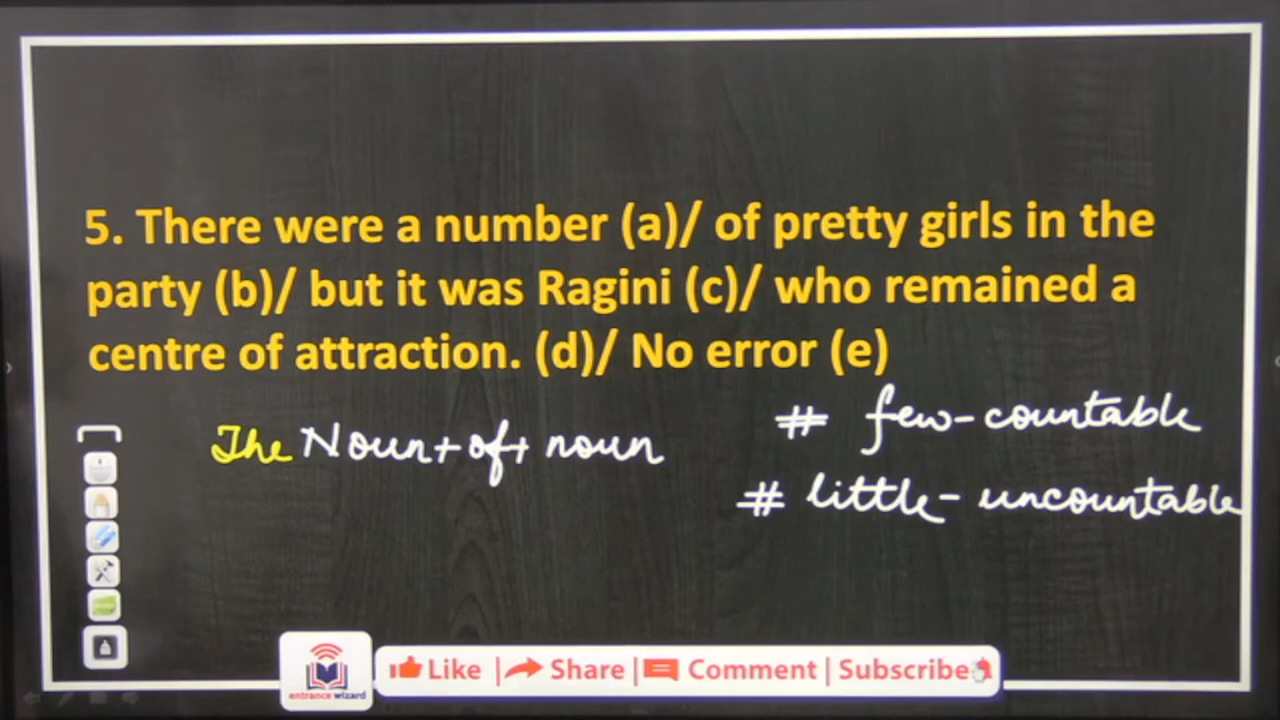 5. There were a number (a)/ of pretty girls in the
party (b)/ but it was Ragini (c)/ who remained a
centre of attraction. (d)/ No error (e)
The Noun + of + noun
# few - countable
# little - uncountable
entrance wizard
Like | Share | Comment | Subscribe